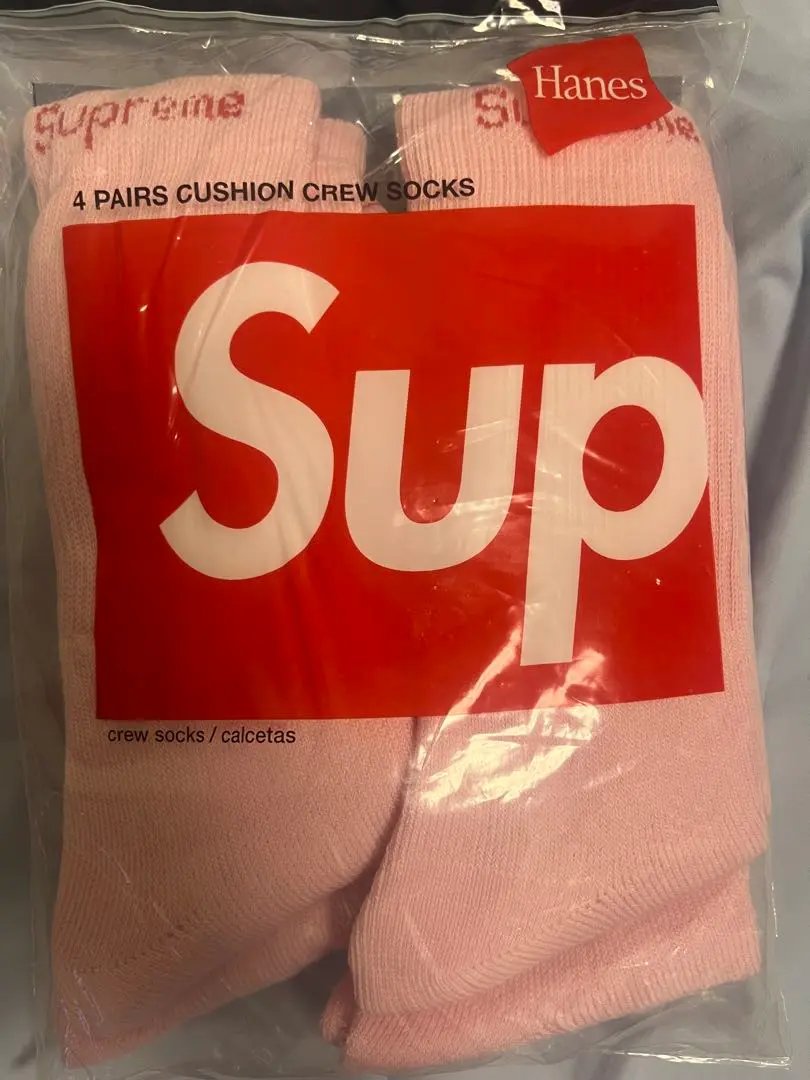 Supreme
Hanes
4 PAIRS CUSHION CREW SOCKS
Sup
crew socks / calcetas